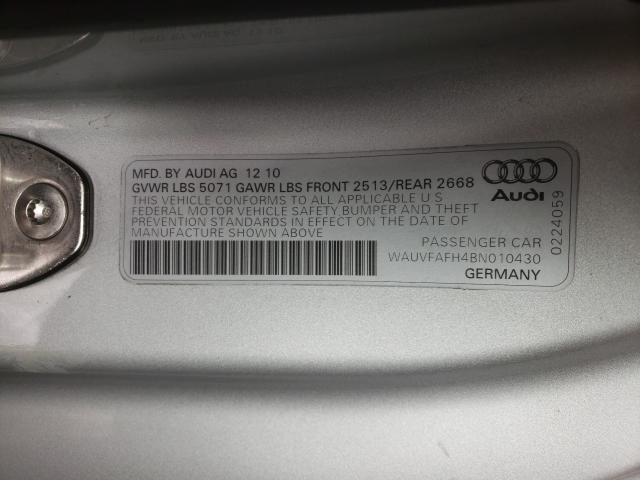 MFD. BY AUDI AG 12 10
GVWR LBS 5071 GAWR LBS FRONT 2513/REAR 2668
THIS VEHICLE CONFORMS TO ALL APPLICABLE U S
FEDERAL MOTOR VEHICLE SAFETY,BUMPER AND THEFT
PREVENTION STANDARDS IN EFFECT ON THE DATE OF
MANUFACTURE SHOWN ABOVE
Audi
PASSENGER CAR
WAUVFAFH4BN010430
GERMANY
0224059